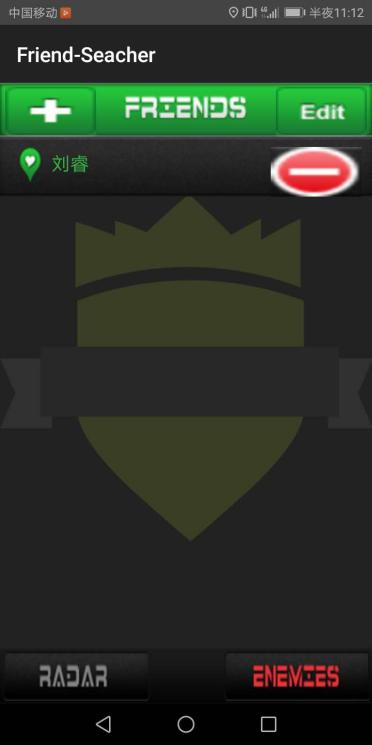 中国移动 半夜11:12
Friend-Seacher
FRIENDS Edit
刘睿
RADAR ENEMIES